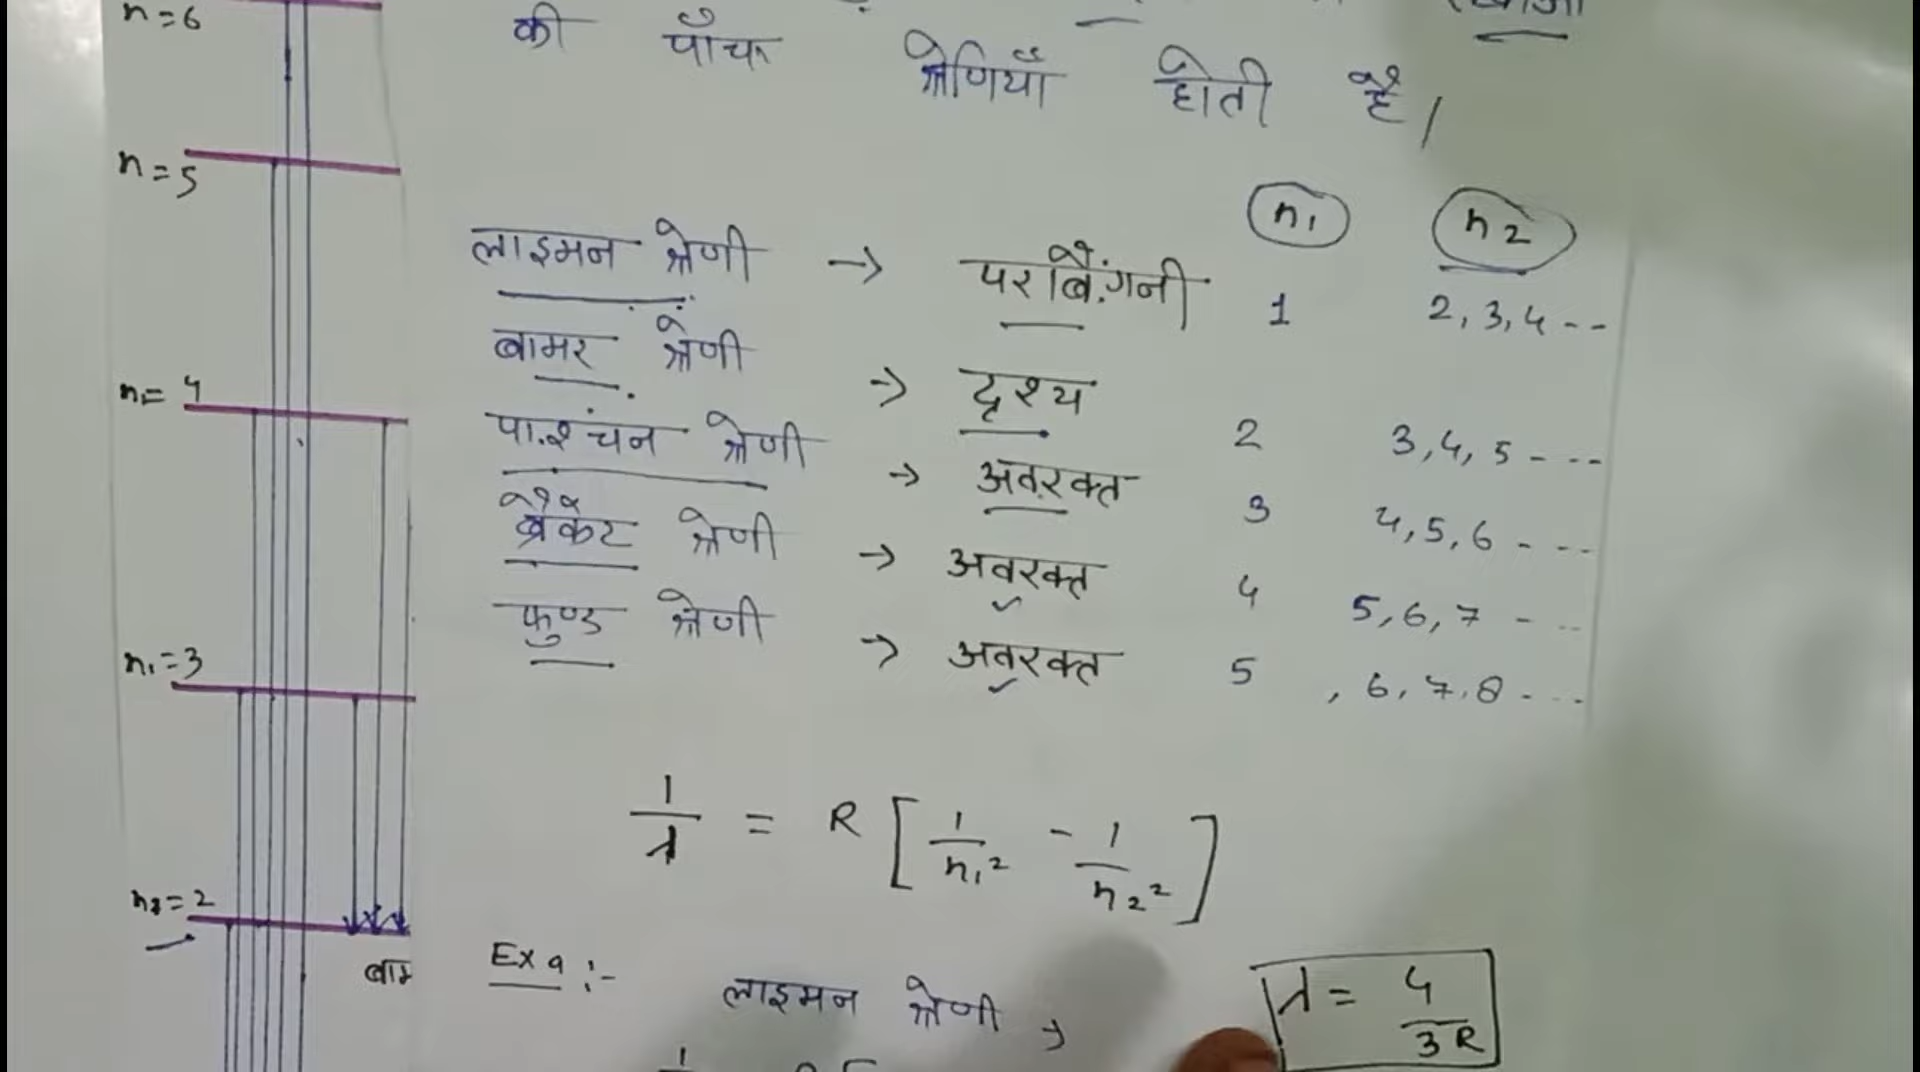 n=6
n=5
n₁= 4
n₁=3
n₁=2
बाम
की पाँच श्रेणियाँ होती है।
n₁ n₂
लाइमन श्रेणी → परबैंगनी 1 2,3,4--
बामर श्रेणी → दृश्य 2 3,4,5----
पाश्चंन श्रेणी → अवरक्त 3 4,5,6----
ब्रैकेट श्रेणी → अवरक्त 4 5,6,7 ---
फुण्ड श्रेणी → अवरक्त 5 , 6,7,8----
1/λ = R [1/n₁² - 1/n₂²]
Exa :- लाइमन श्रेणी → λ = 4/3R